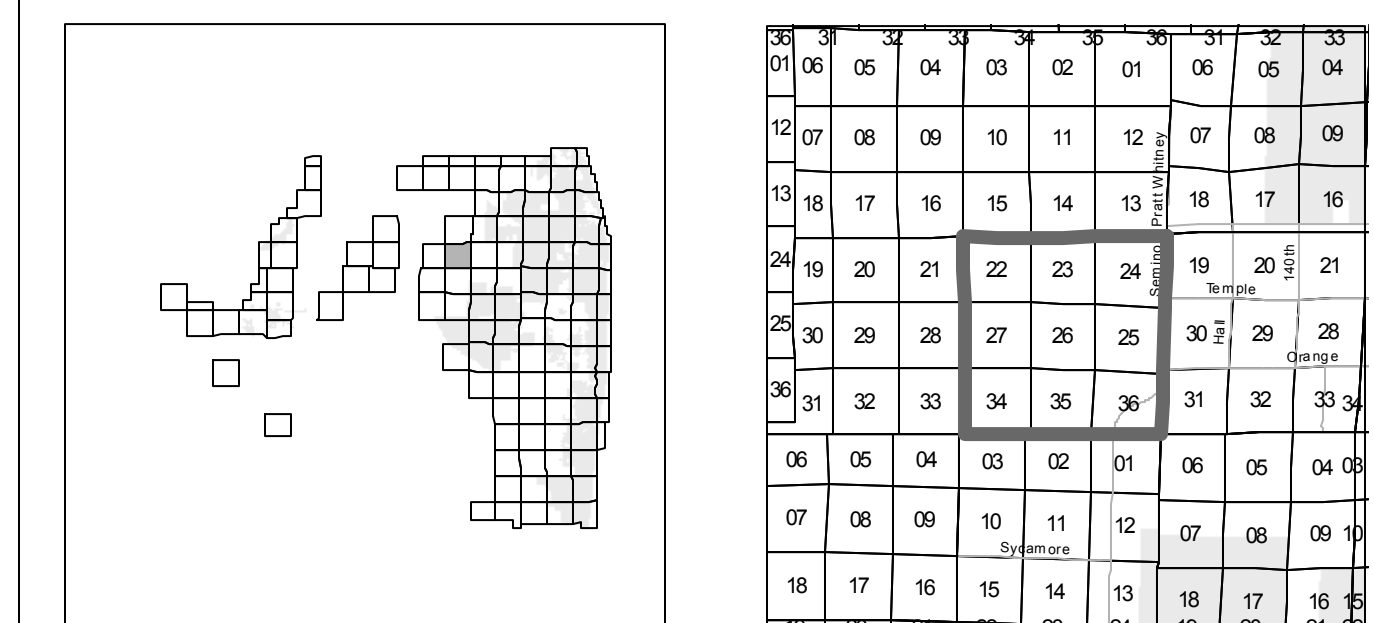 36 31 32 33 34 35 36 31 32 33
01 06 05 04 03 02 01 06 05 04
12 07 08 09 10 11 12 07 08 09
Pratt Whitney
13 18 17 16 15 14 13 18 17 16
24 19 20 21 22 23 24 19 20 21
Semino
140th
Temple
25 30 29 28 27 26 25 30 29 28
Hall
Orange
36 31 32 33 34 35 36 31 32 33 34
06 05 04 03 02 01 06 05 04 03
07 08 09 10 11 12 07 08 09 10
Sycamore
18 17 16 15 14 13 18 17 16 15